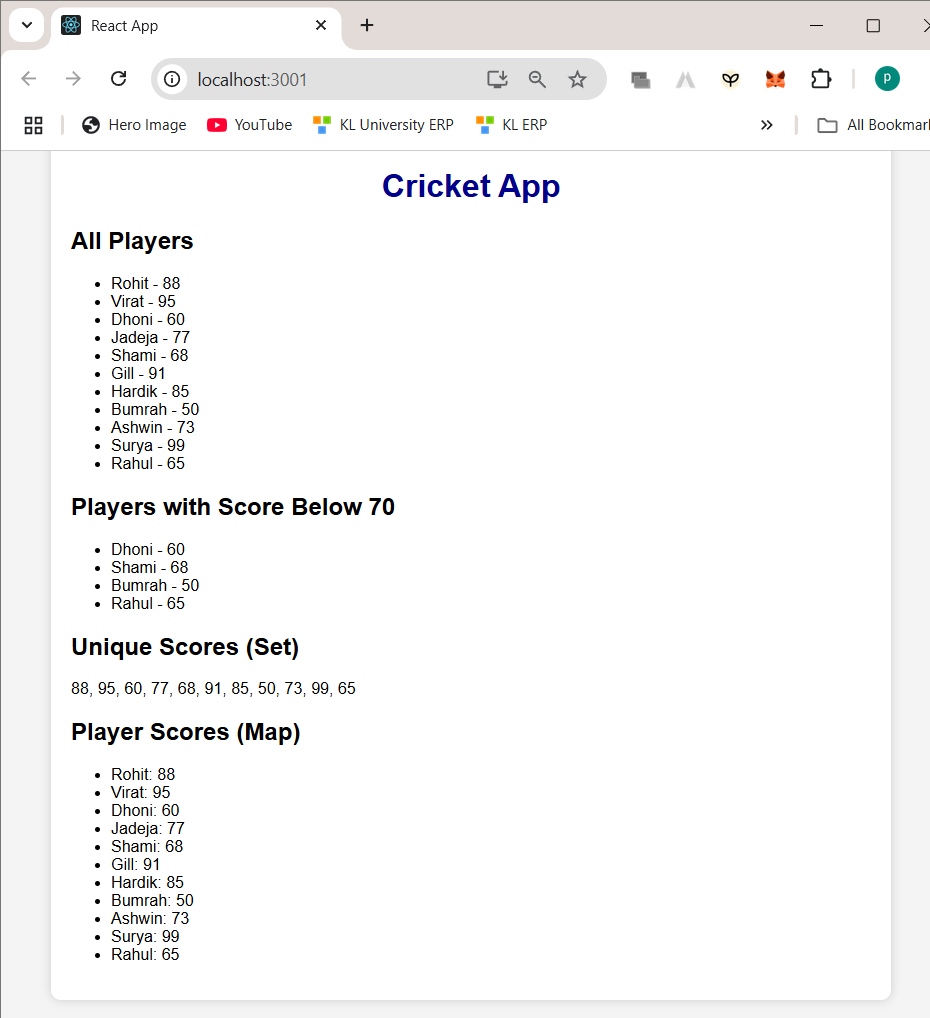 React App
localhost:3001
P
Hero Image YouTube KL University ERP KL ERP » All Bookmar
Cricket App
All Players
• Rohit - 88
• Virat - 95
• Dhoni - 60
• Jadeja - 77
• Shami - 68
• Gill - 91
• Hardik - 85
• Bumrah - 50
• Ashwin - 73
• Surya - 99
• Rahul - 65
Players with Score Below 70
• Dhoni - 60
• Shami - 68
• Bumrah - 50
• Rahul - 65
Unique Scores (Set)
88, 95, 60, 77, 68, 91, 85, 50, 73, 99, 65
Player Scores (Map)
• Rohit: 88
• Virat: 95
• Dhoni: 60
• Jadeja: 77
• Shami: 68
• Gill: 91
• Hardik: 85
• Bumrah: 50
• Ashwin: 73
• Surya: 99
• Rahul: 65